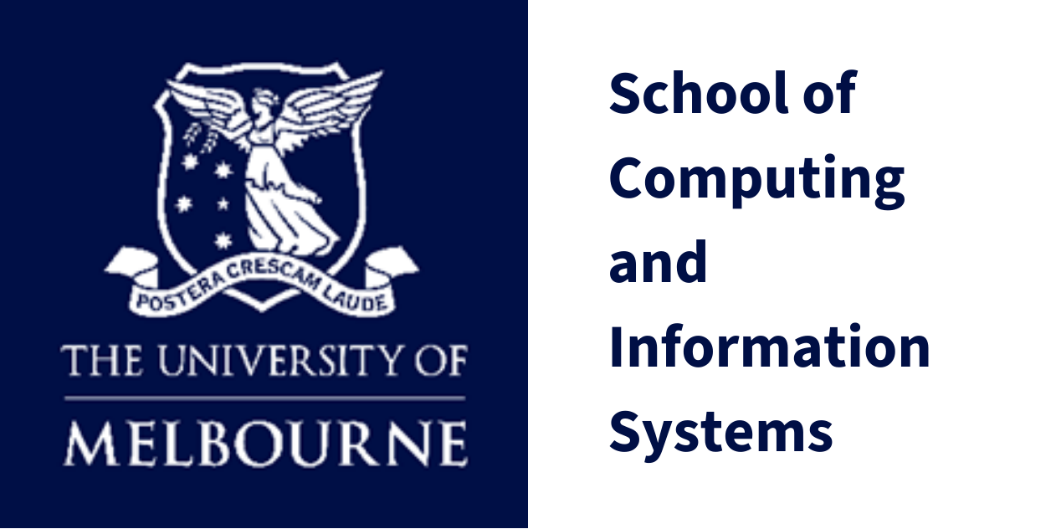 POSTERA CRESCAM LAUDE
THE UNIVERSITY OF
MELBOURNE
School of
Computing
and
Information
Systems